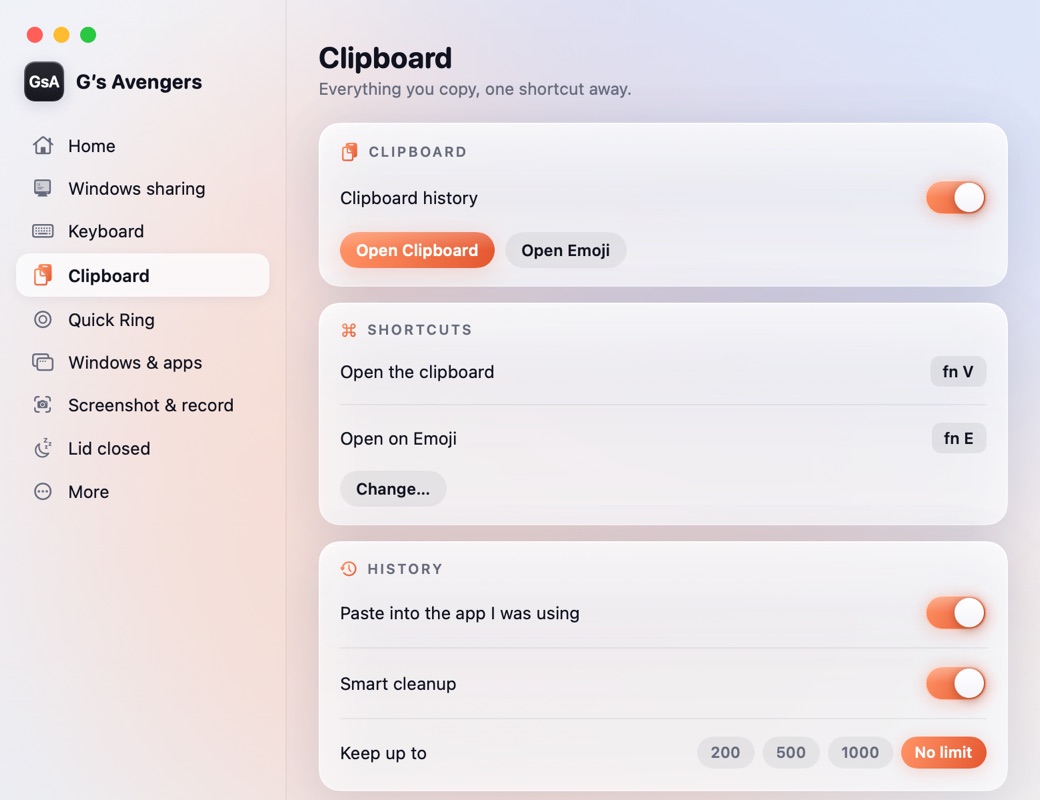 GsA G's Avengers
Home
Windows sharing
Keyboard
Clipboard
Quick Ring
Windows & apps
Screenshot & record
Lid closed
More
Clipboard
Everything you copy, one shortcut away.
CLIPBOARD
Clipboard history
Open Clipboard Open Emoji
SHORTCUTS
Open the clipboard fn V
Open on Emoji fn E
Change...
HISTORY
Paste into the app I was using
Smart cleanup
Keep up to 200 500 1000 No limit